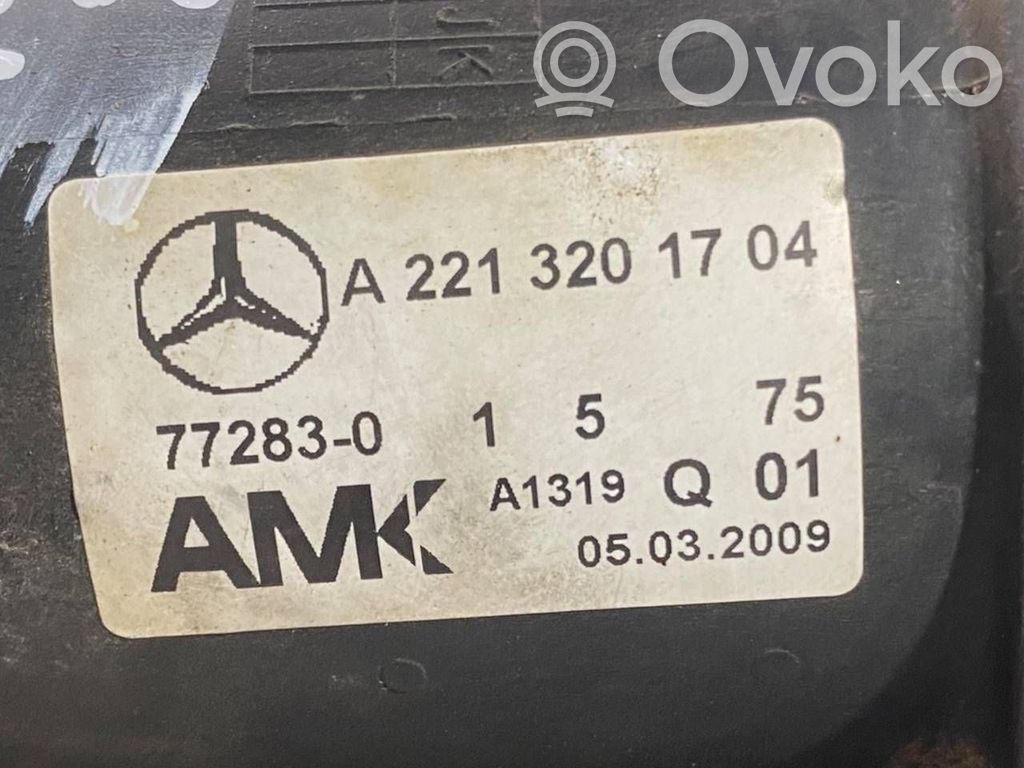 Ovoko
A 221 320 17 04
77283-0 1 5 75
AMK A1319 Q 01
05.03.2009